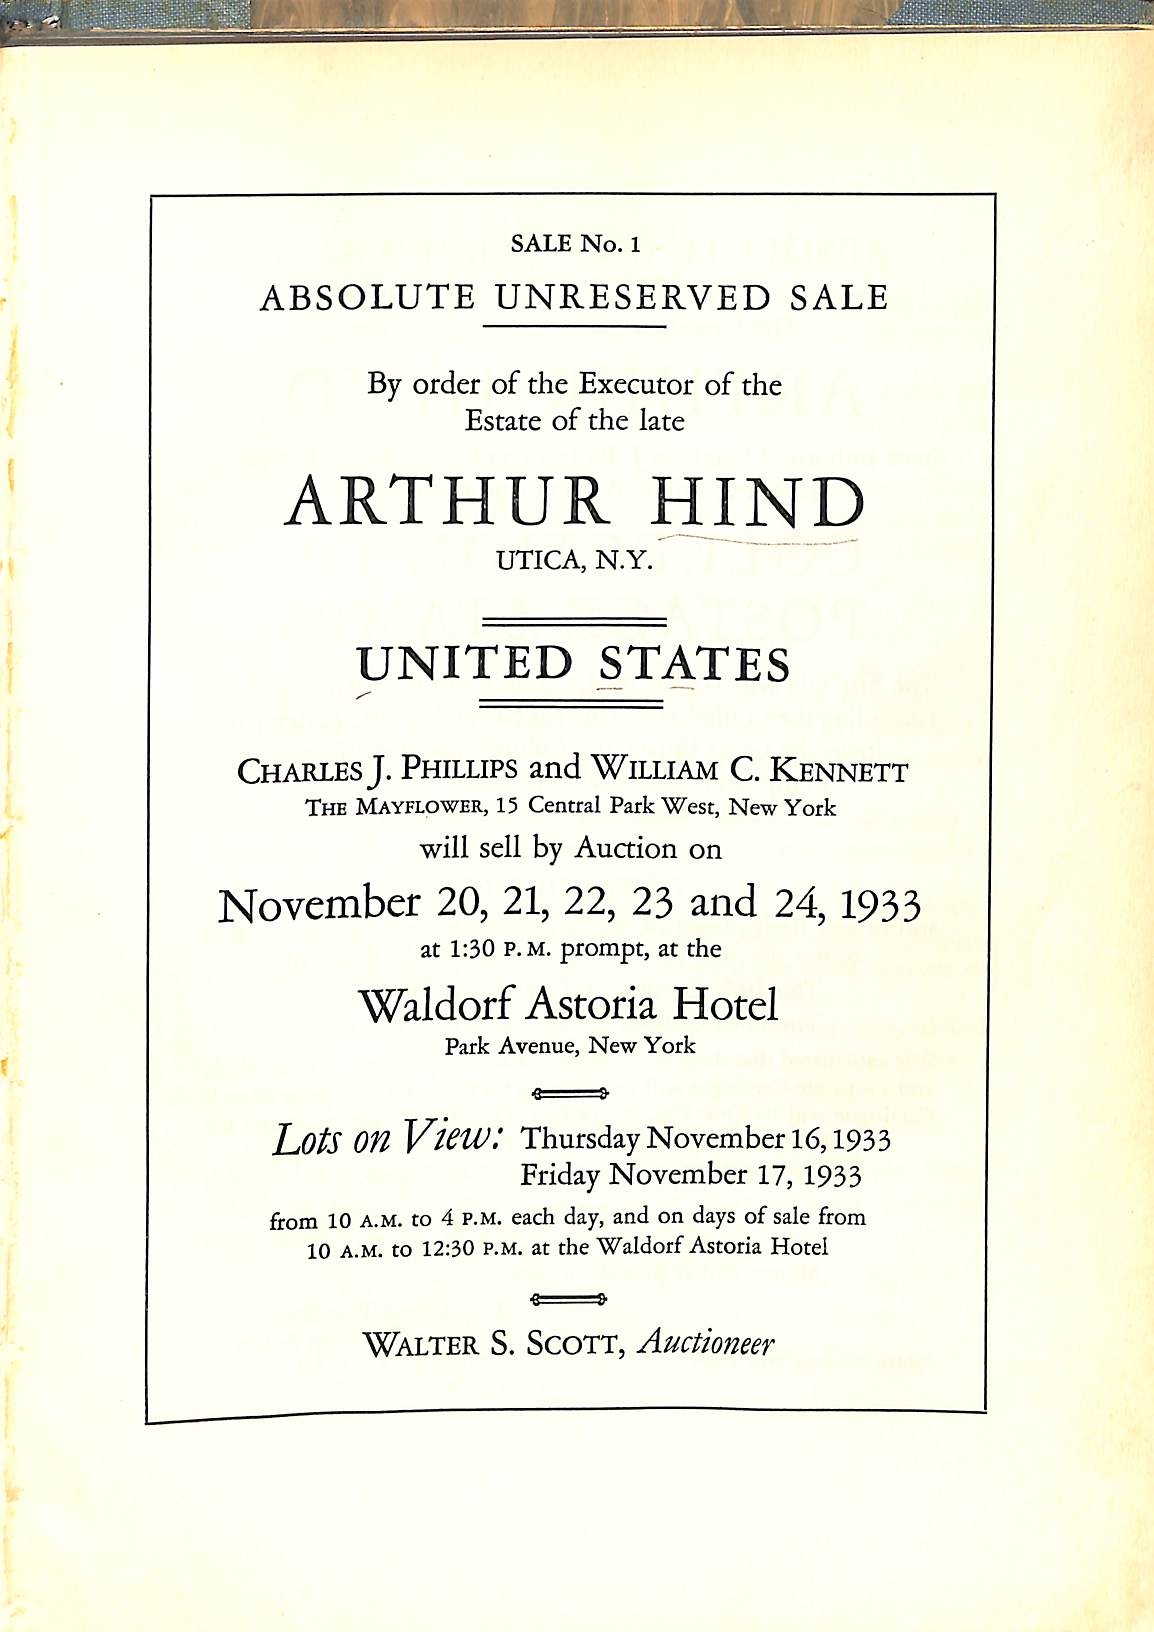 SALE No. 1
ABSOLUTE UNRESERVED SALE
By order of the Executor of the
Estate of the late
ARTHUR HIND
UTICA, N.Y.
UNITED STATES
CHARLES J. PHILLIPS and WILLIAM C. KENNETT
THE MAYFLOWER, 15 Central Park West, New York
will sell by Auction on
November 20, 21, 22, 23 and 24, 1933
at 1:30 P.M. prompt, at the
Waldorf Astoria Hotel
Park Avenue, New York
Lots on View: Thursday November 16, 1933
Friday November 17, 1933
from 10 A.M. to 4 P.M. each day, and on days of sale from
10 A.M. to 12:30 P.M. at the Waldorf Astoria Hotel
WALTER S. SCOTT, Auctioneer